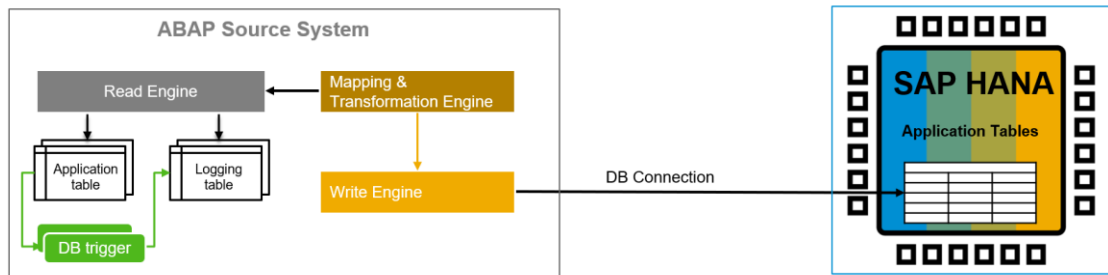 ABAP Source System
Read Engine
Mapping &
Transformation Engine
Application
table
Logging
table
Write Engine
DB trigger
DB Connection
SAP HANA
Application Tables